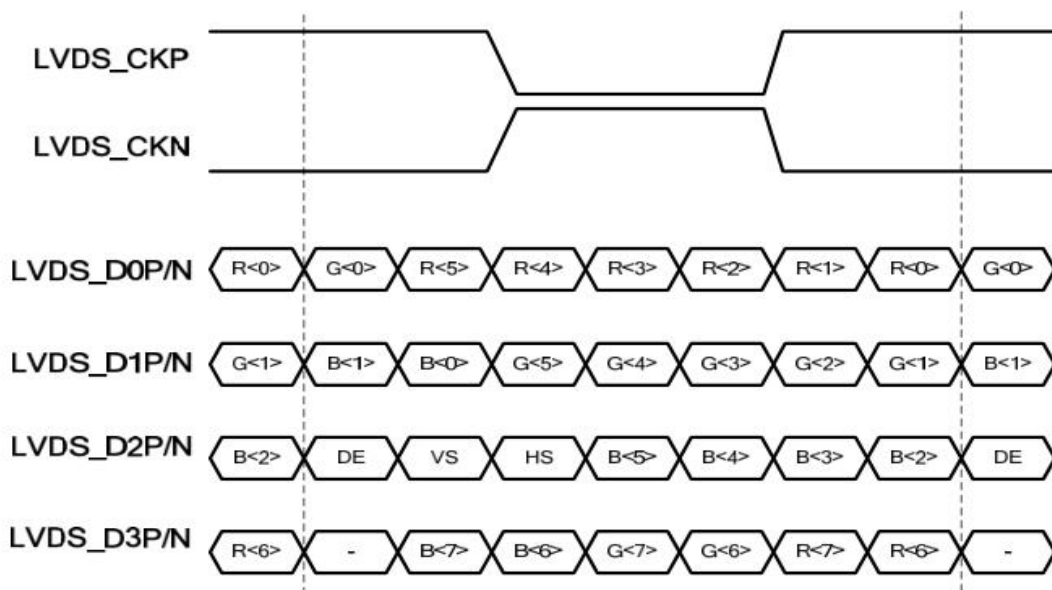 LVDS_CKP
LVDS_CKN
LVDS_D0P/N R<0> G<0> R<5> R<4> R<3> R<2> R<1> R<0> G<0>
LVDS_D1P/N G<1> B<1> B<0> G<5> G<4> G<3> G<2> G<1> B<1>
LVDS_D2P/N B<2> DE VS HS B<5> B<4> B<3> B<2> DE
LVDS_D3P/N R<6> - B<7> B<6> G<7> G<6> R<7> R<6> -